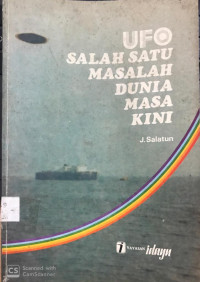 UFO
SALAH SATU
MASALAH
DUNIA
MASA
KINI
J. Salatun
YAYASAN idayu
CS Scanned with
CamScanner